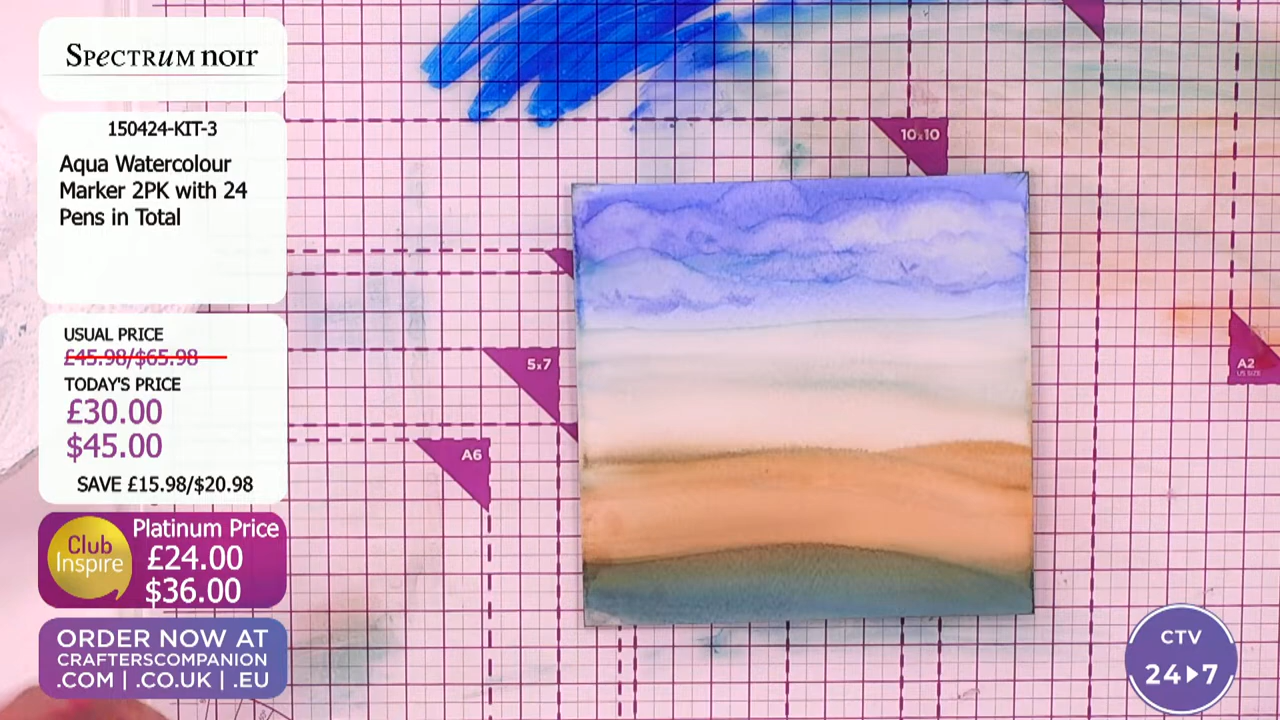 SPECTRUM NOIR
150424-KIT-3
Aqua Watercolour
Marker 2PK with 24
Pens in Total
USUAL PRICE
£45.98/$65.98
TODAY'S PRICE
£30.00
$45.00
SAVE £15.98/$20.98
Club
Inspire
Platinum Price
£24.00
$36.00
ORDER NOW AT
CRAFTERSCOMPANION
.COM | .CO.UK | .EU
10x10
5x7
A6
A2
US SIZE
CTV
24▶7